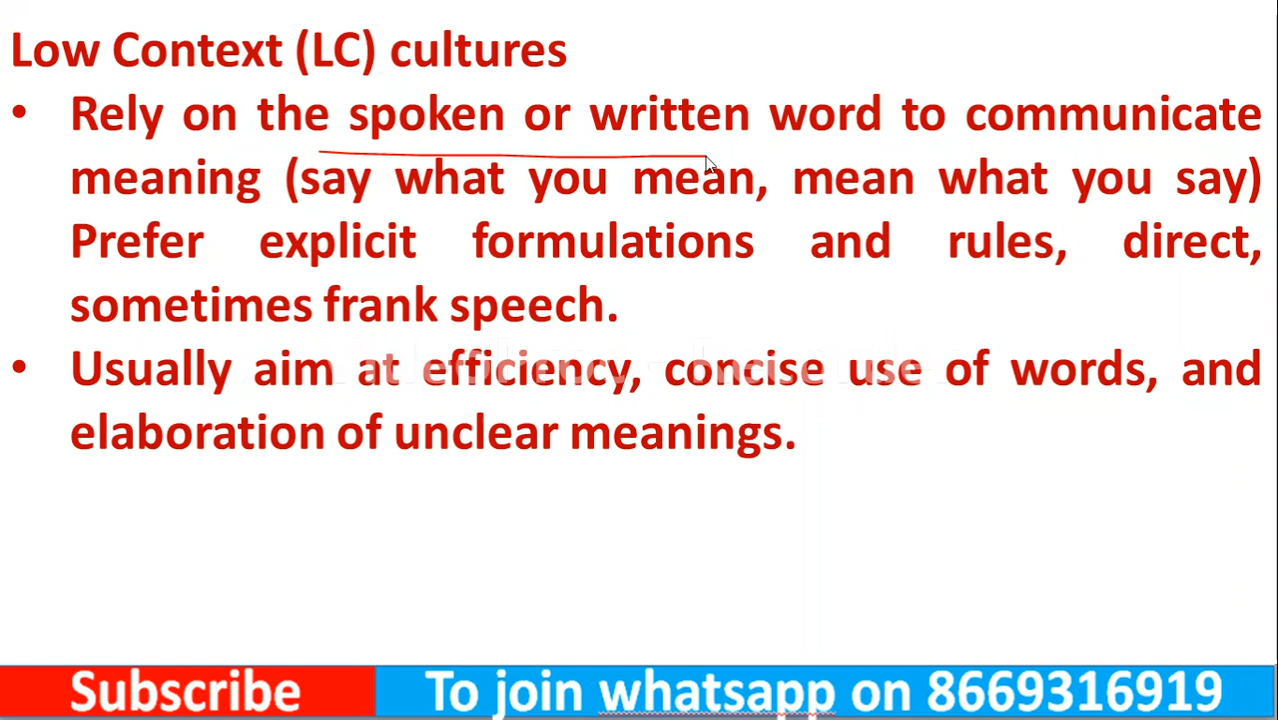 Low Context (LC) cultures
• Rely on the spoken or written word to communicate
meaning (say what you mean, mean what you say)
Prefer explicit formulations and rules, direct,
sometimes frank speech.
• Usually aim at efficiency, concise use of words, and
elaboration of unclear meanings.
Subscribe To join whatsapp on 8669316919